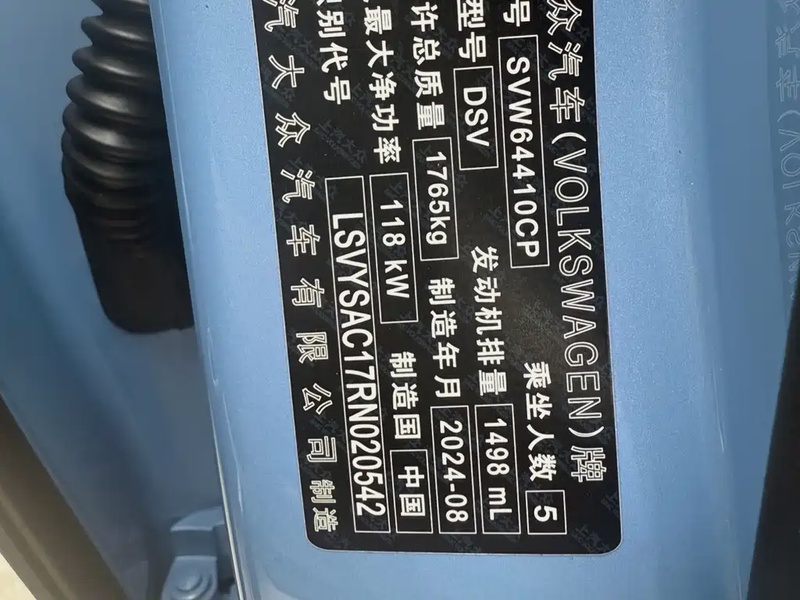 众汽车(VOLKSWAGEN)牌
号 SVW64410CP 乘坐人数 5
型号 DSV 发动机排量 1498 mL
许总质量 1765kg 制造年月 2024-08
最大净功率 118 kW 制造国 中国
识别代号 LSVYSAC17RN020542
汽大众汽车有限公司制造